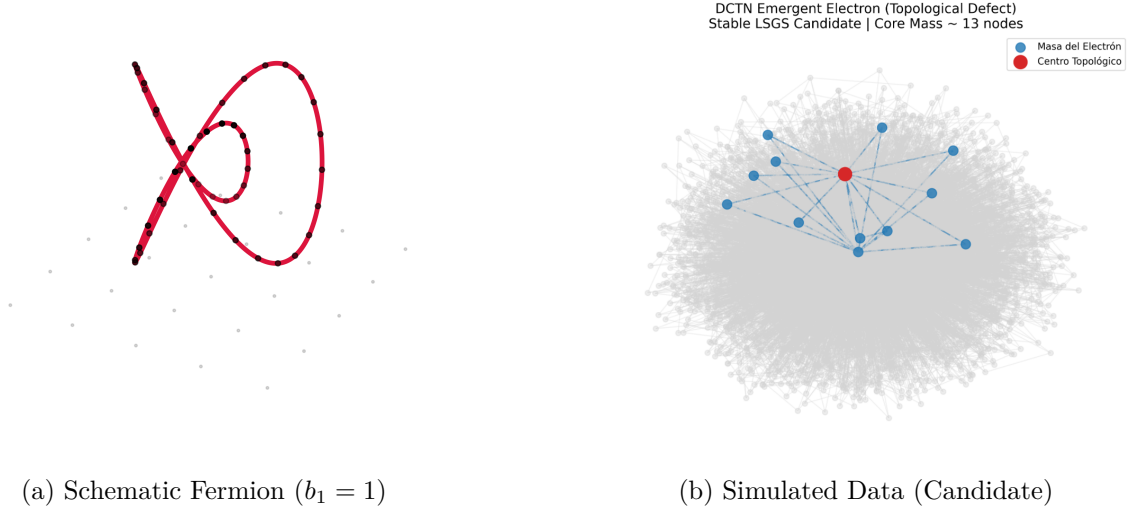 DCTN Emergent Electron (Topological Defect)
Stable LSGS Candidate | Core Mass ~ 13 nodes
Masa del Electrón
Centro Topológico
(a) Schematic Fermion (b₁ = 1)
(b) Simulated Data (Candidate)